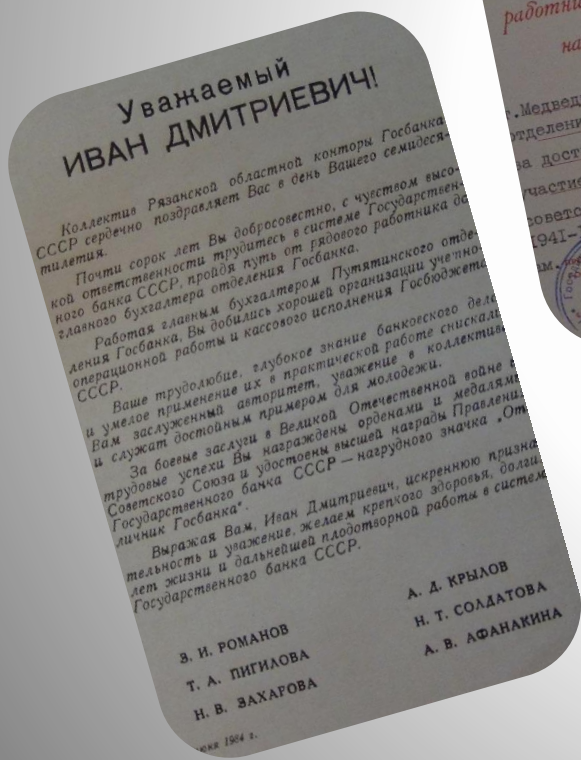 Уважаемый
ИВАН ДМИТРИЕВИЧ!
Коллектив Рязанской областной конторы Госбанка
СССР сердечно поздравляет Вас в день Вашего семидеся-
тилетия.
Почти сорок лет Вы добросовестно, с чувством высо-
кой ответственности трудитесь в системе Государствен-
ного банка СССР, пройдя путь от рядового работника до
главного бухгалтера отделения Госбанка.
Работая главным бухгалтером Путятинского отде-
ления Госбанка, Вы добились хорошей организации учетно-
операционной работы и кассового исполнения Госбюджета
СССР.
Ваше трудолюбие, глубокое знание банковского дела
и умелое применение их в практической работе снискали
Вам заслуженный авторитет, уважение в коллективе
и служат достойным примером для молодежи.
За боевые заслуги в Великой Отечественной войне и
трудовые успехи Вы награждены орденами и медалями
Советского Союза и удостоены высшей награды Правления
Государственного банка СССР — нагрудного значка „От-
личник Госбанка".
Выражая Вам, Иван Дмитриевич, искреннюю призна-
тельность и уважение, желаем крепкого здоровья, долгих
лет жизни и дальнейшей плодотворной работы в системе
Государственного банка СССР.
З. И. РОМАНОВ
Т. А. ПИГИЛОВА
Н. В. ЗАХАРОВА
А. Д. КРЫЛОВ
Н. Т. СОЛДАТОВА
А. В. АФАНАКИНА
1984 г.
работни
на
т.Медвед
отделени
за дост
участие
советс
1941-